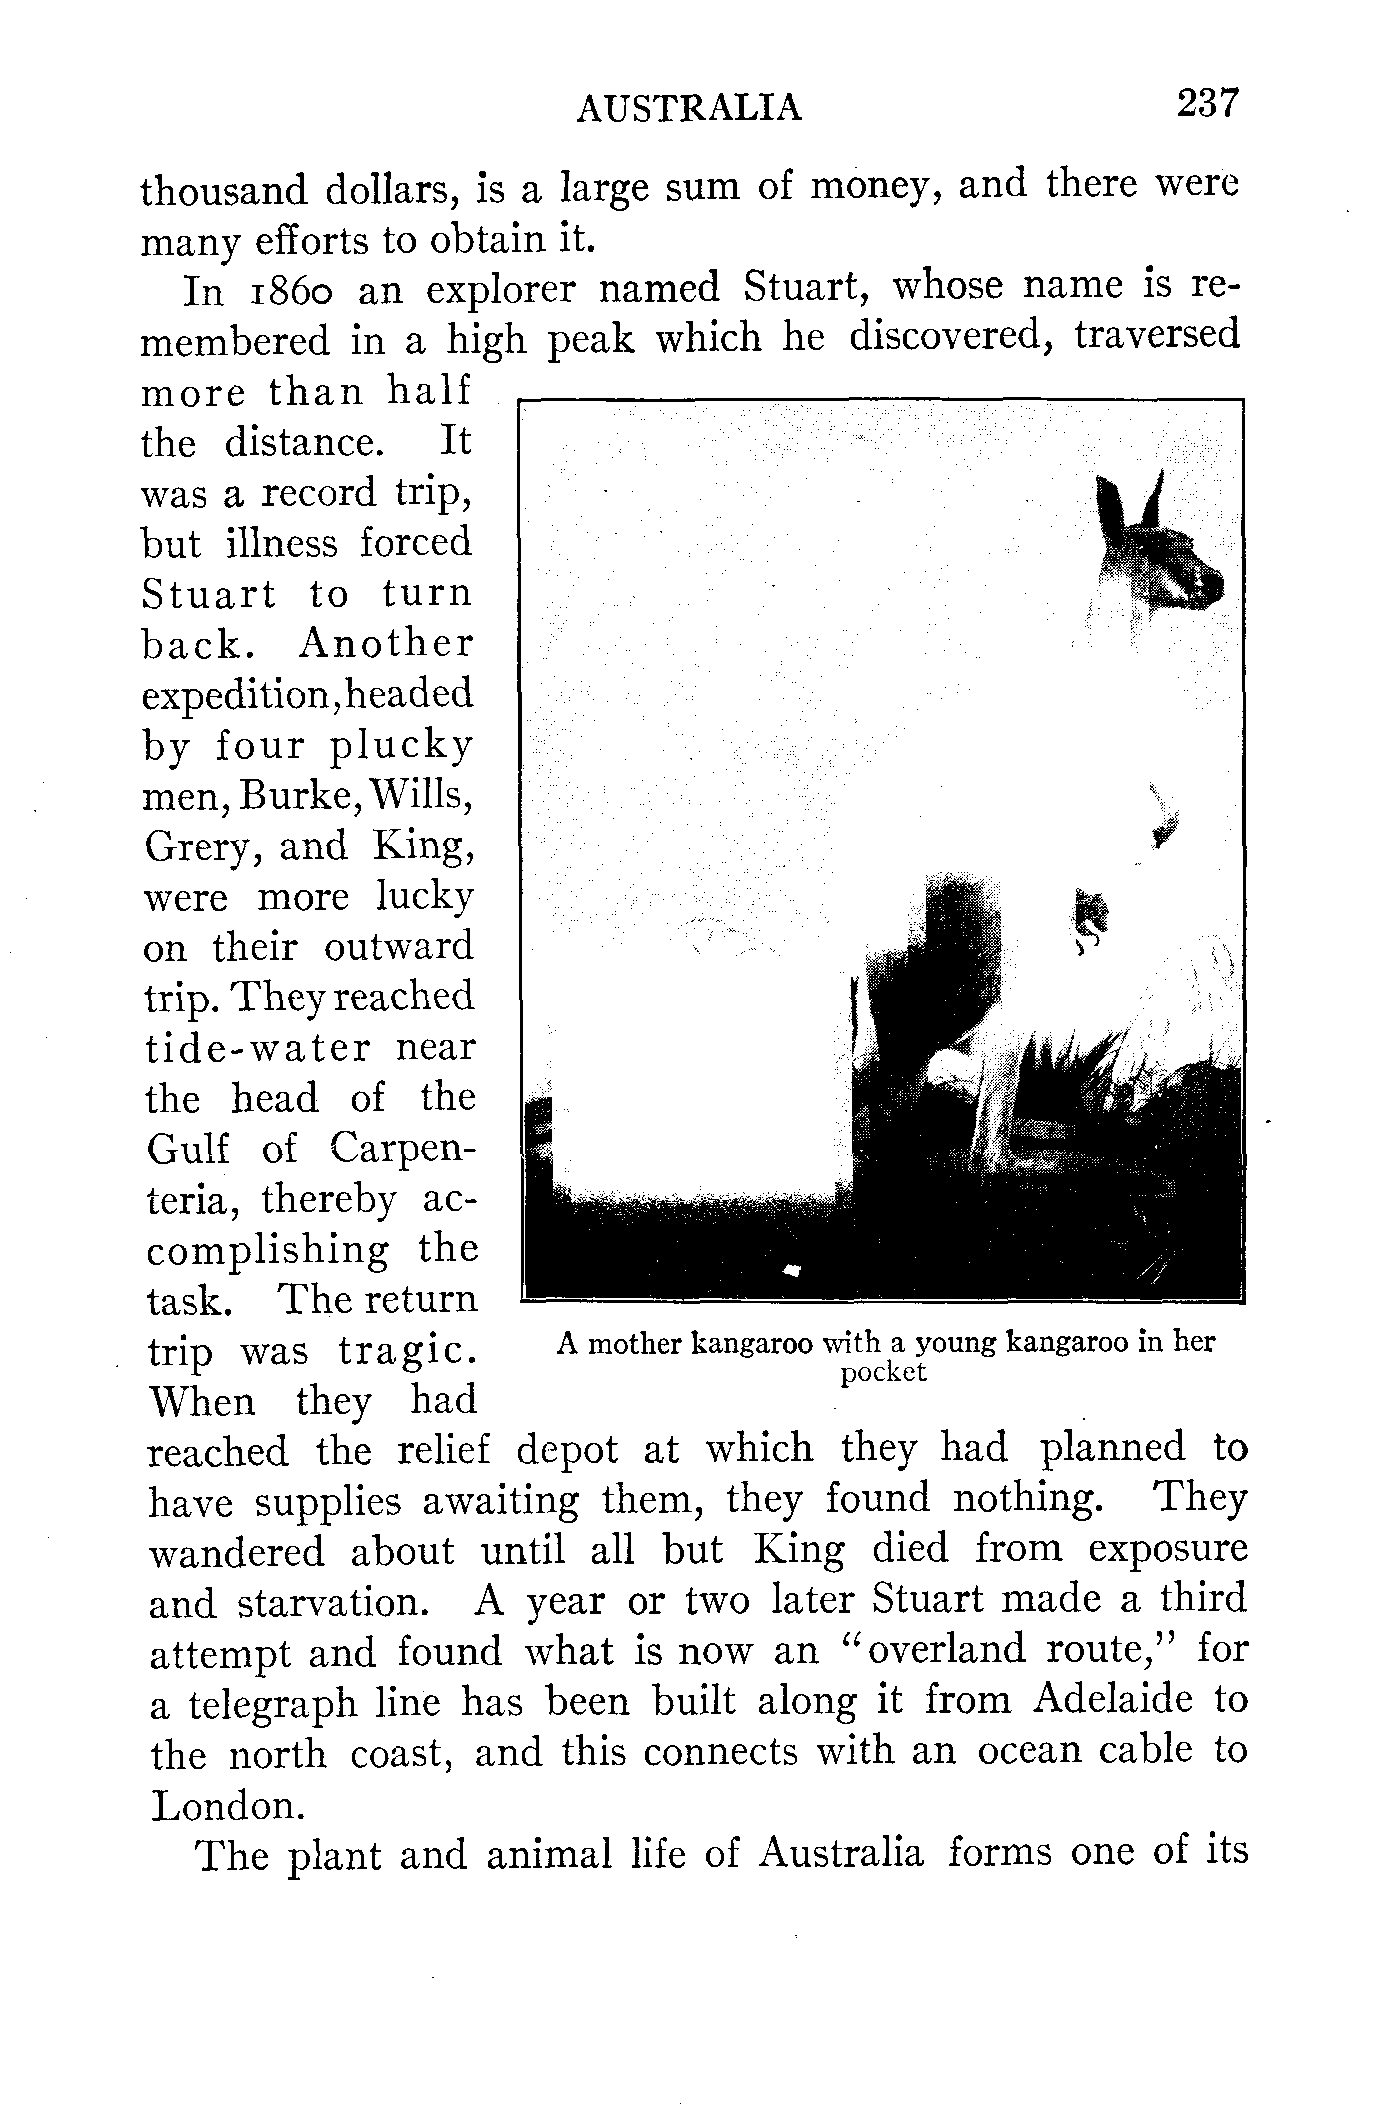 AUSTRALIA 237
thousand dollars, is a large sum of money, and there were
many efforts to obtain it.
In 1860 an explorer named Stuart, whose name is re-
membered in a high peak which he discovered, traversed
more than half
the distance. It
was a record trip,
but illness forced
Stuart to turn
back. Another
expedition, headed
by four plucky
men, Burke, Wills,
Grery, and King,
were more lucky
on their outward
trip. They reached
tide-water near
the head of the
Gulf of Carpen-
teria, thereby ac-
complishing the
task. The return
trip was tragic.
When they had
A mother kangaroo with a young kangaroo in her
pocket
reached the relief depot at which they had planned to
have supplies awaiting them, they found nothing. They
wandered about until all but King died from exposure
and starvation. A year or two later Stuart made a third
attempt and found what is now an "overland route," for
a telegraph line has been built along it from Adelaide to
the north coast, and this connects with an ocean cable to
London.
The plant and animal life of Australia forms one of its